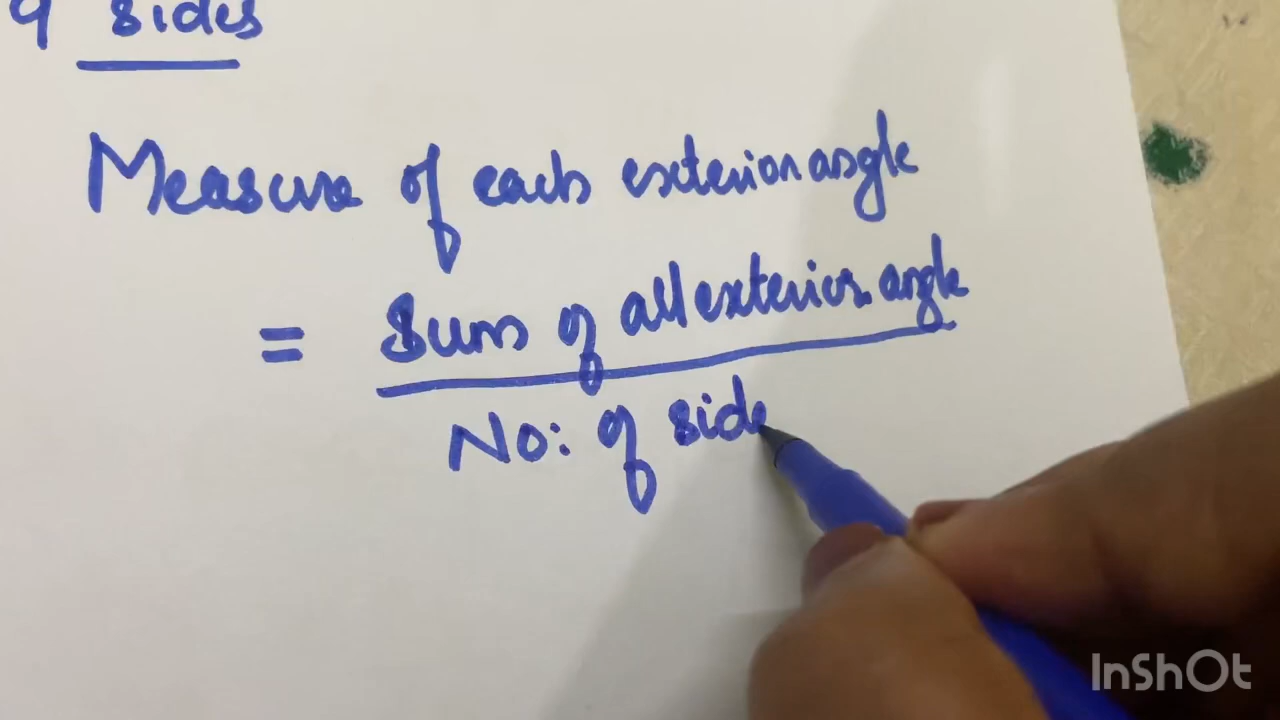 9 sides
Measure of each exterior angle
= Sum of all exterior angle
No: of side
InShOt